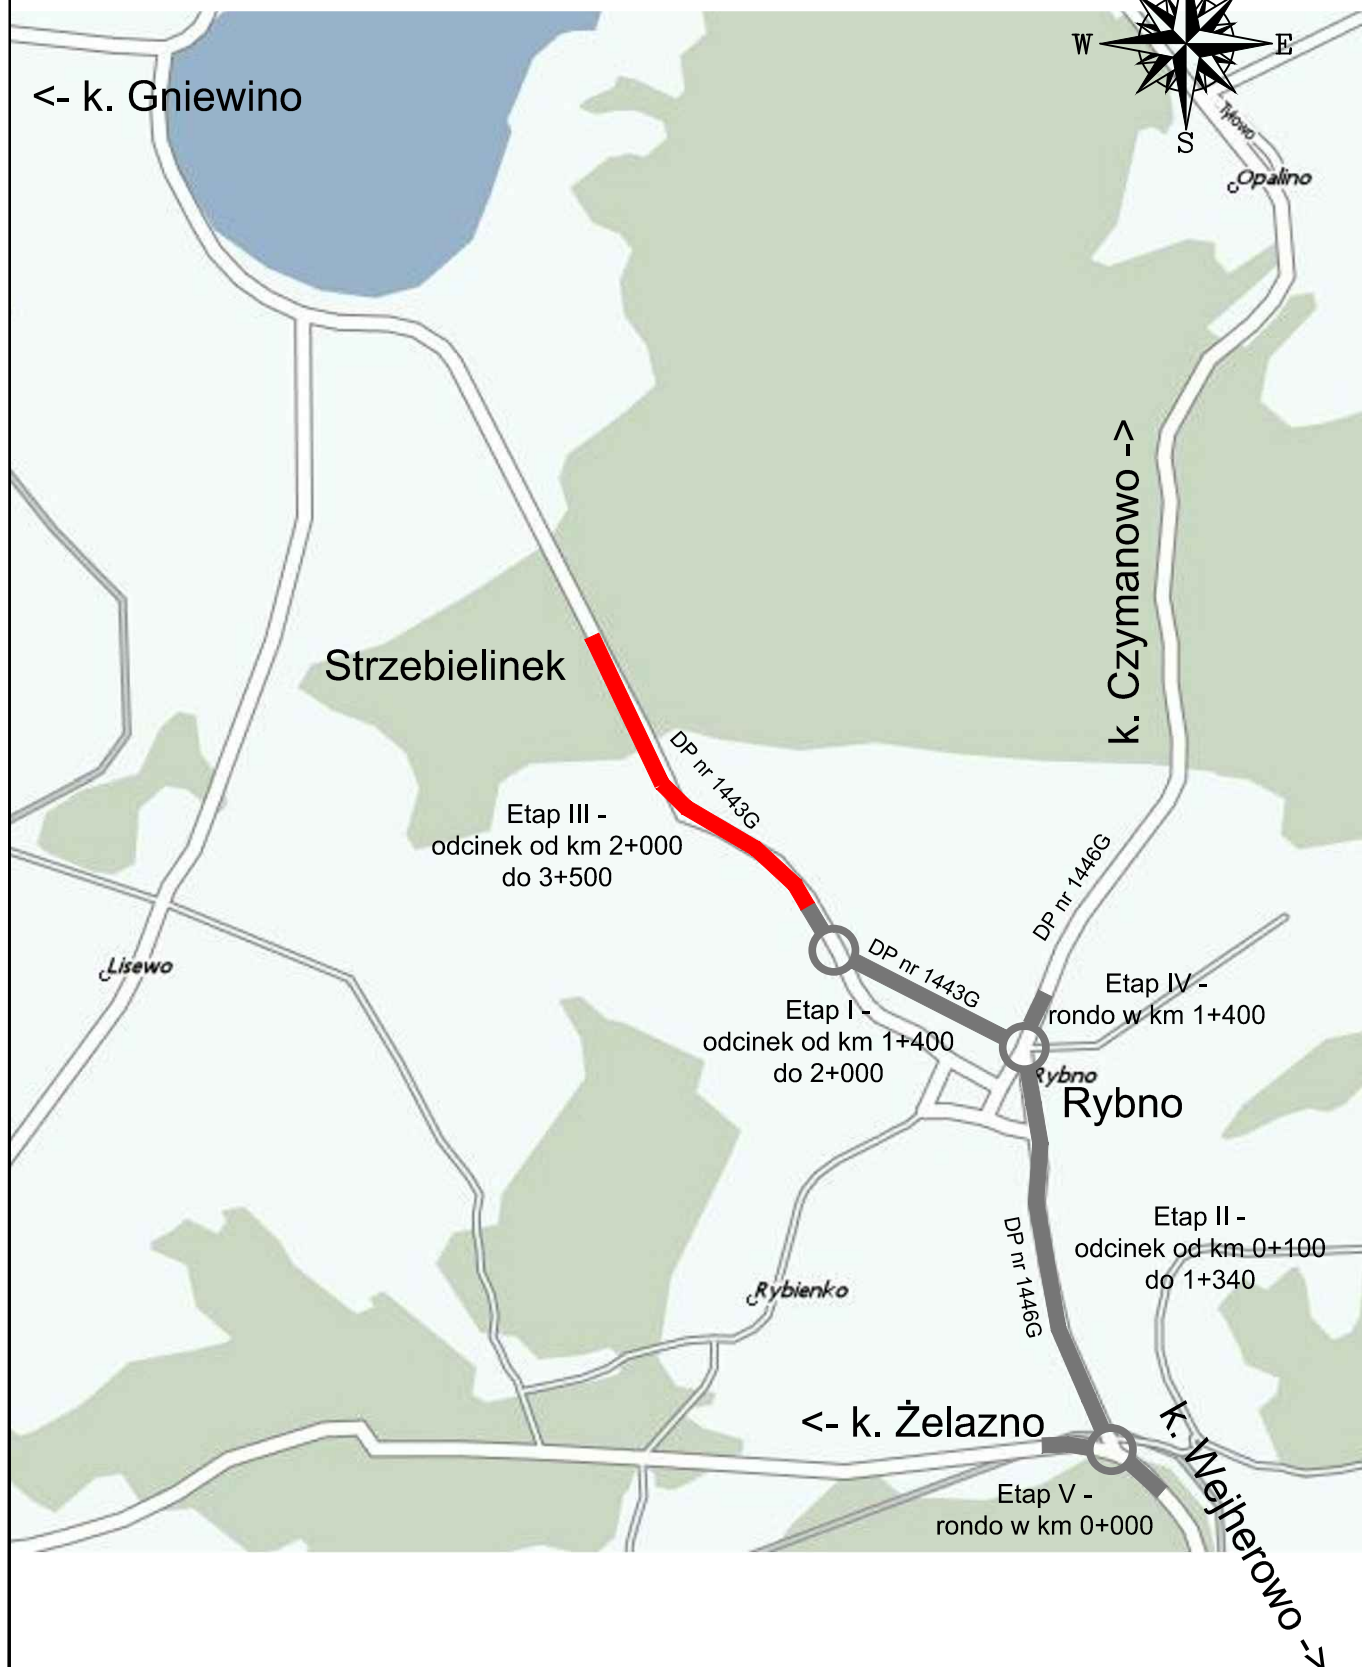 W
E
S
<- k. Gniewino
Tyłowo
Opalino
k. Czymanowo ->
Strzebielinek
DP nr 1443G
Etap III -
odcinek od km 2+000
do 3+500
DP nr 1446G
Lisewo
DP nr 1443G
Etap IV -
rondo w km 1+400
Etap I -
odcinek od km 1+400
do 2+000
Rybno
Rybno
Etap II -
odcinek od km 0+100
do 1+340
DP nr 1446G
Rybienko
<- k. Żelazno
k. Wejherowo ->
Etap V -
rondo w km 0+000